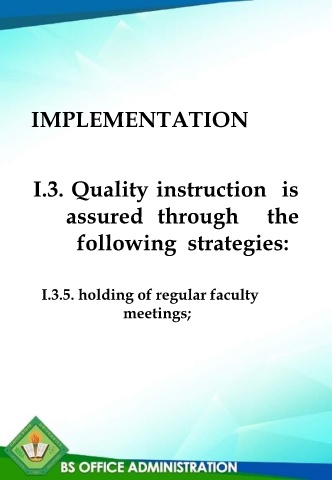 IMPLEMENTATION
I.3. Quality instruction is
assured through the
following strategies:
I.3.5. holding of regular faculty
meetings;
BS OFFICE ADMINISTRATION